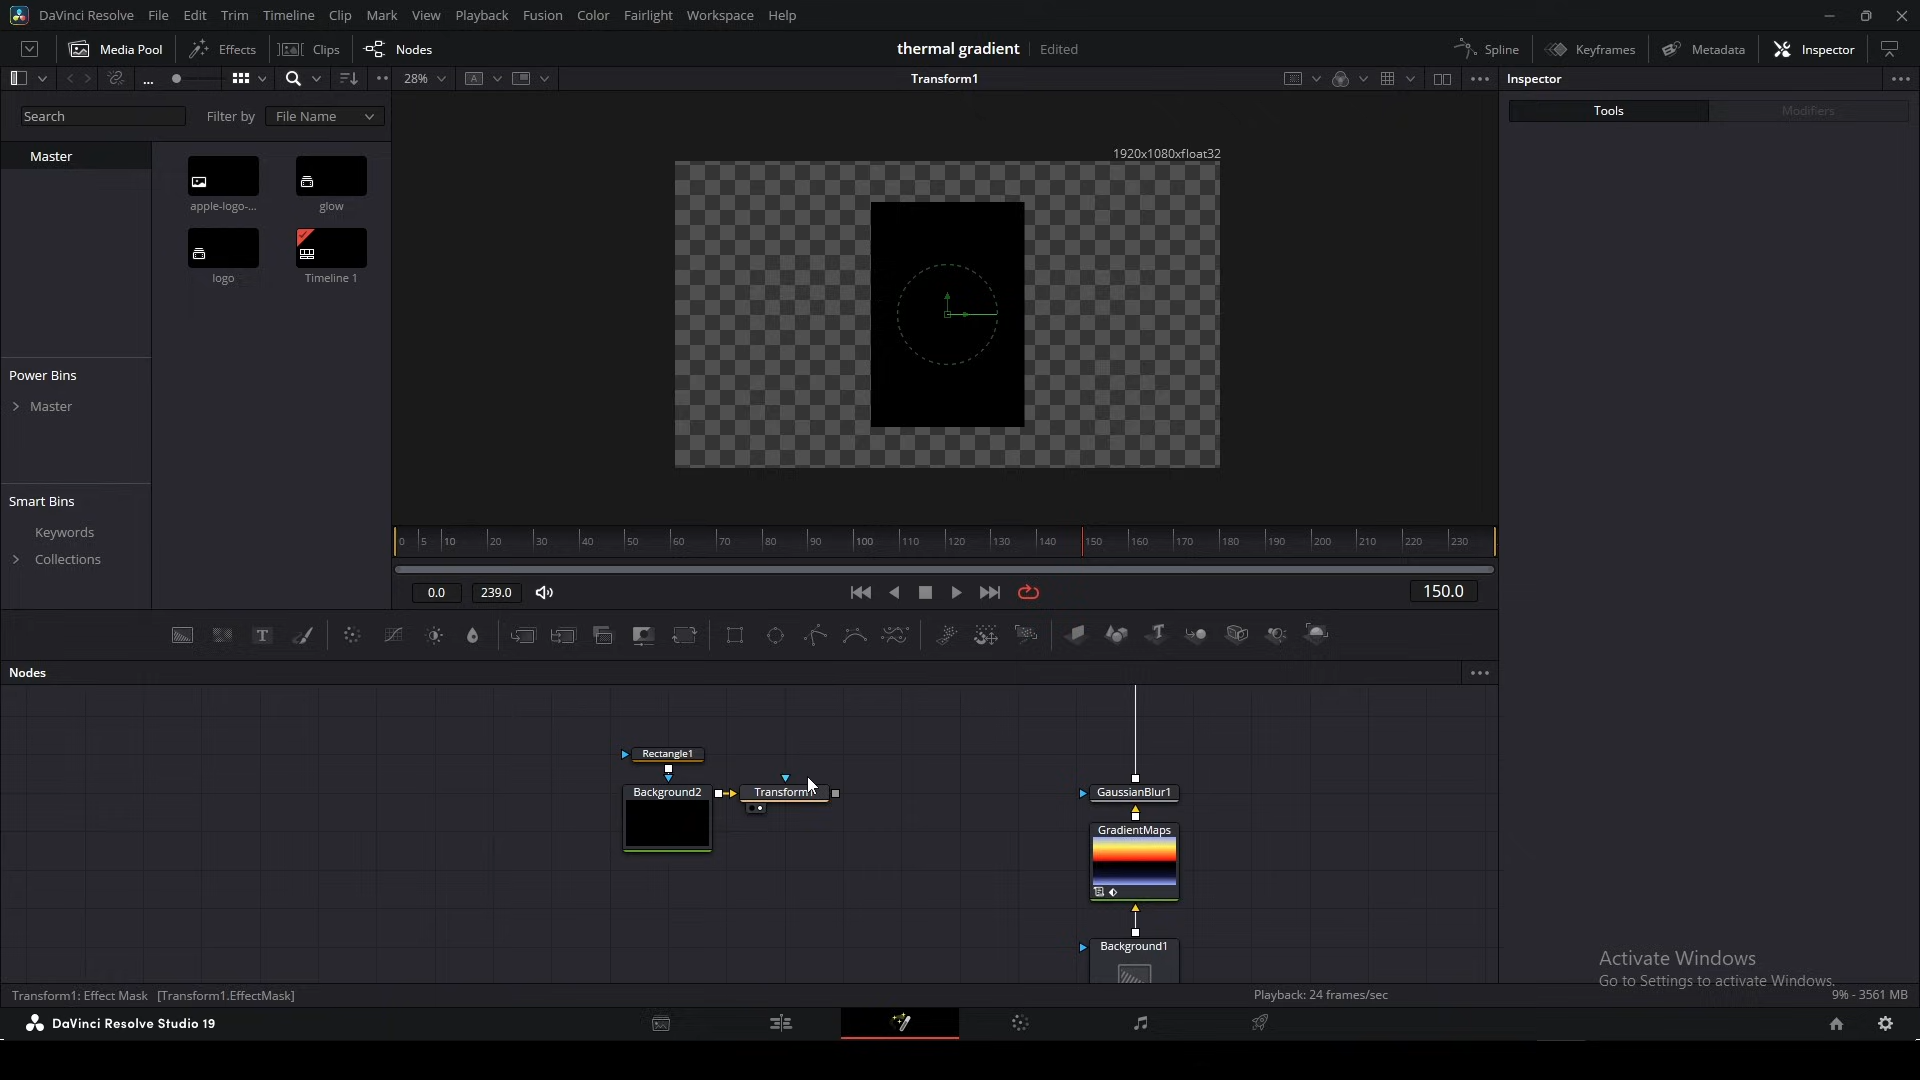 DaVinci Resolve File Edit Trim Timeline Clip Mark View Playback Fusion Color Fairlight Workspace Help
Media Pool Effects Clips Nodes thermal gradient Edited Spline Keyframes Metadata Inspector
... 28% A Transform1 Inspector
Search Filter by File Name Tools Modifiers
Master
1920x1080xfloat32
apple-logo-... glow
logo Timeline 1
Power Bins
Master
Smart Bins
Keywords
Collections
0 5 10 20 30 40 50 60 70 80 90 100 110 120 130 140 150 160 170 180 190 200 210 220 230
0.0 239.0 150.0
T T
Nodes
Rectangle1
Background2 Transform1 GaussianBlur1
GradientMaps
Background1
Activate Windows
Go to Settings to activate Windows.
Transform1: Effect Mask [Transform1.EffectMask] Playback: 24 frames/sec 9% - 3561 MB
DaVinci Resolve Studio 19